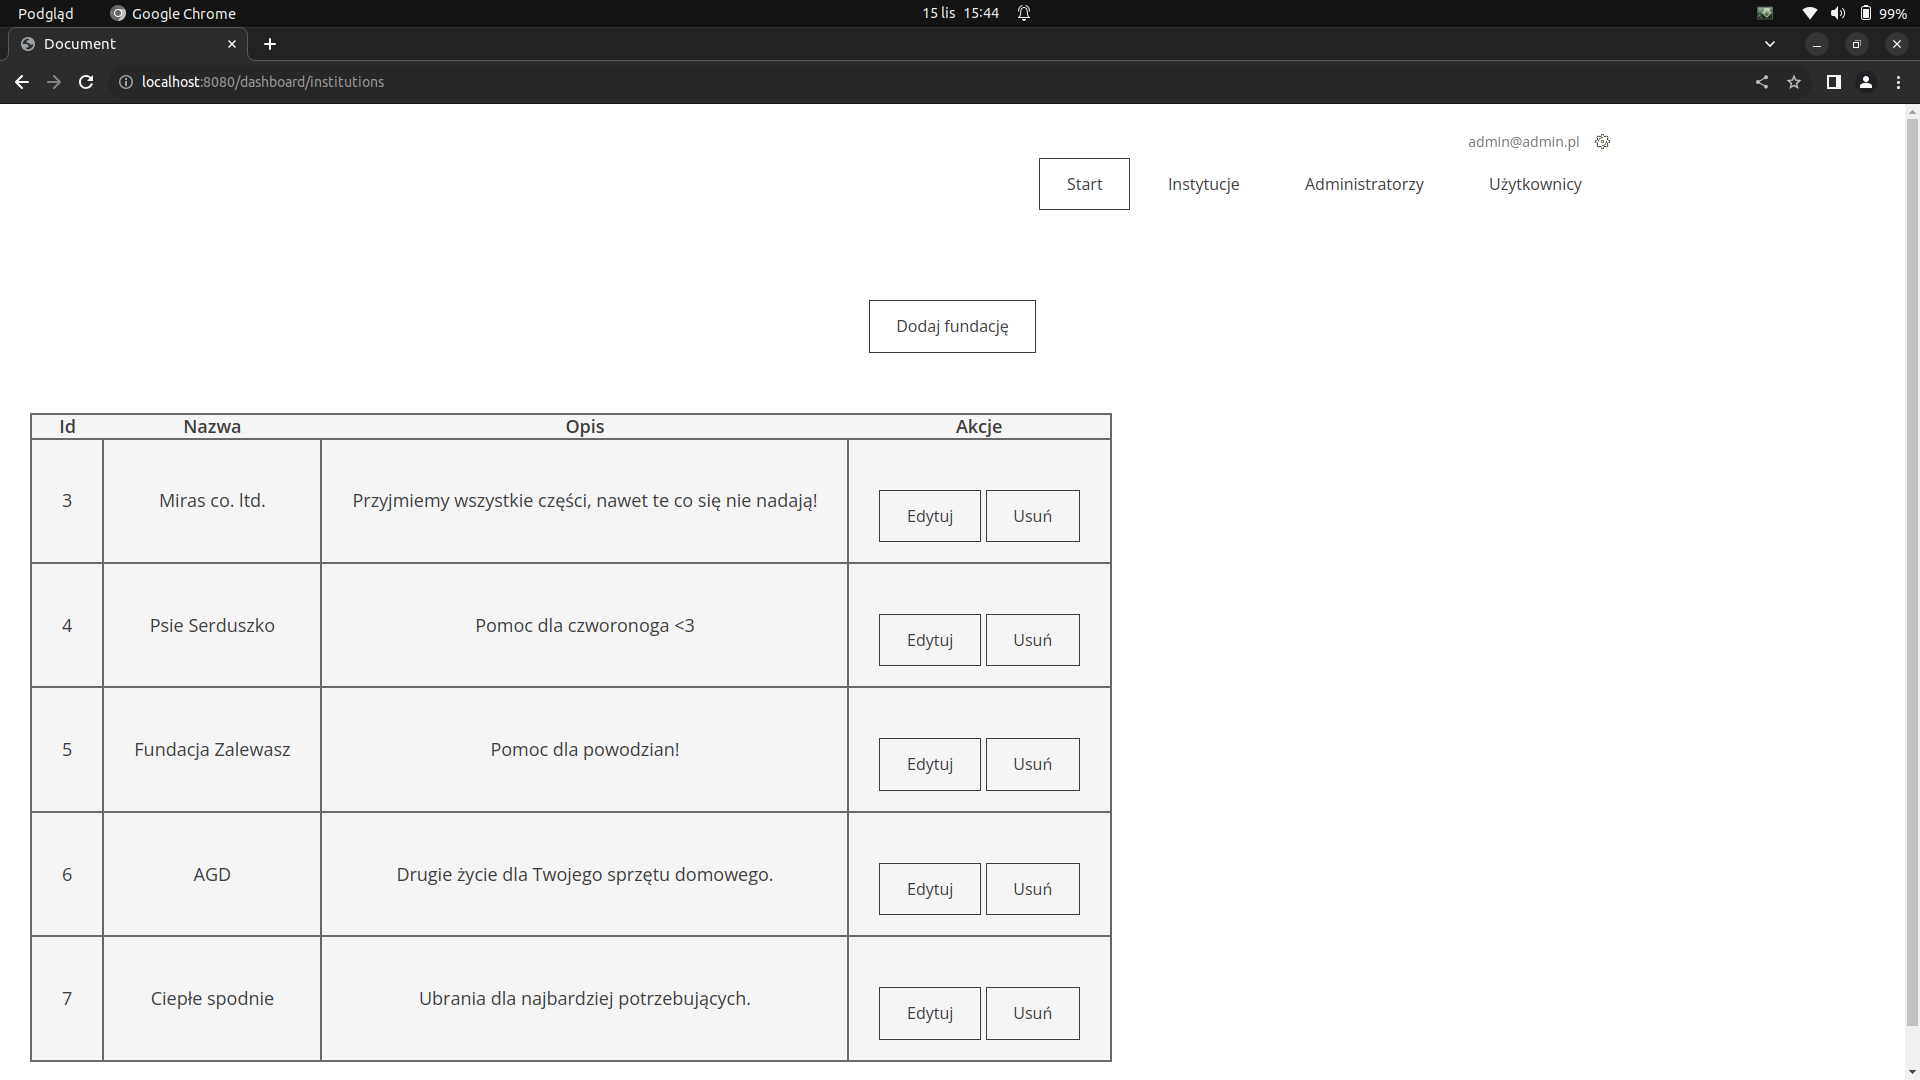 Podgląd Google Chrome 15 lis 15:44 99%
Document
localhost:8080/dashboard/institutions
admin@admin.pl
Start Instytucje Administratorzy Użytkownicy
Dodaj fundację
Id Nazwa Opis Akcje
3 Miras co. ltd. Przyjmiemy wszystkie części, nawet te co się nie nadają! Edytuj Usuń
4 Psie Serduszko Pomoc dla czworonoga <3 Edytuj Usuń
5 Fundacja Zalewasz Pomoc dla powodzian! Edytuj Usuń
6 AGD Drugie życie dla Twojego sprzętu domowego. Edytuj Usuń
7 Ciepłe spodnie Ubrania dla najbardziej potrzebujących. Edytuj Usuń